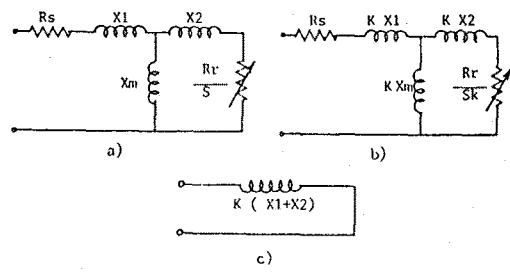 Rs X1 X2
Xm
Rr
S
a)
Rs K X1 K X2
K Xm
Rr
Sk
b)
K ( X1+X2)
c)